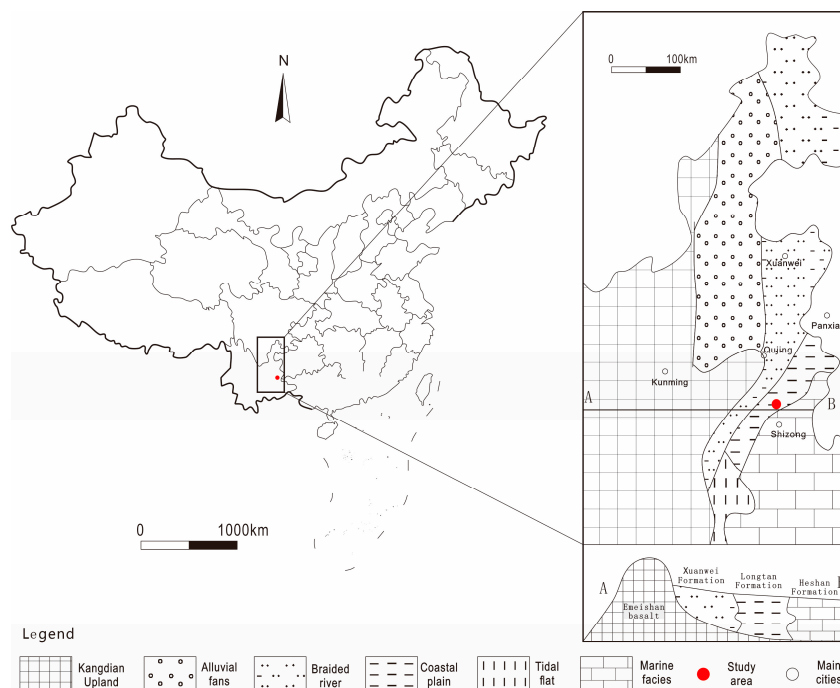 N
0 100km
Xuanwei
Panxia
Qujing
Kunming
A
B
Shizong
0 1000km
Xuanwei
Formation
Longtan
Formation
Heshan
Formation
A
Emeishan
basalt
Legend
Kangdian
Upland
Alluvial
fans
Braided
river
Coastal
plain
Tidal
flat
Marine
facies
Study
area
Main
cities